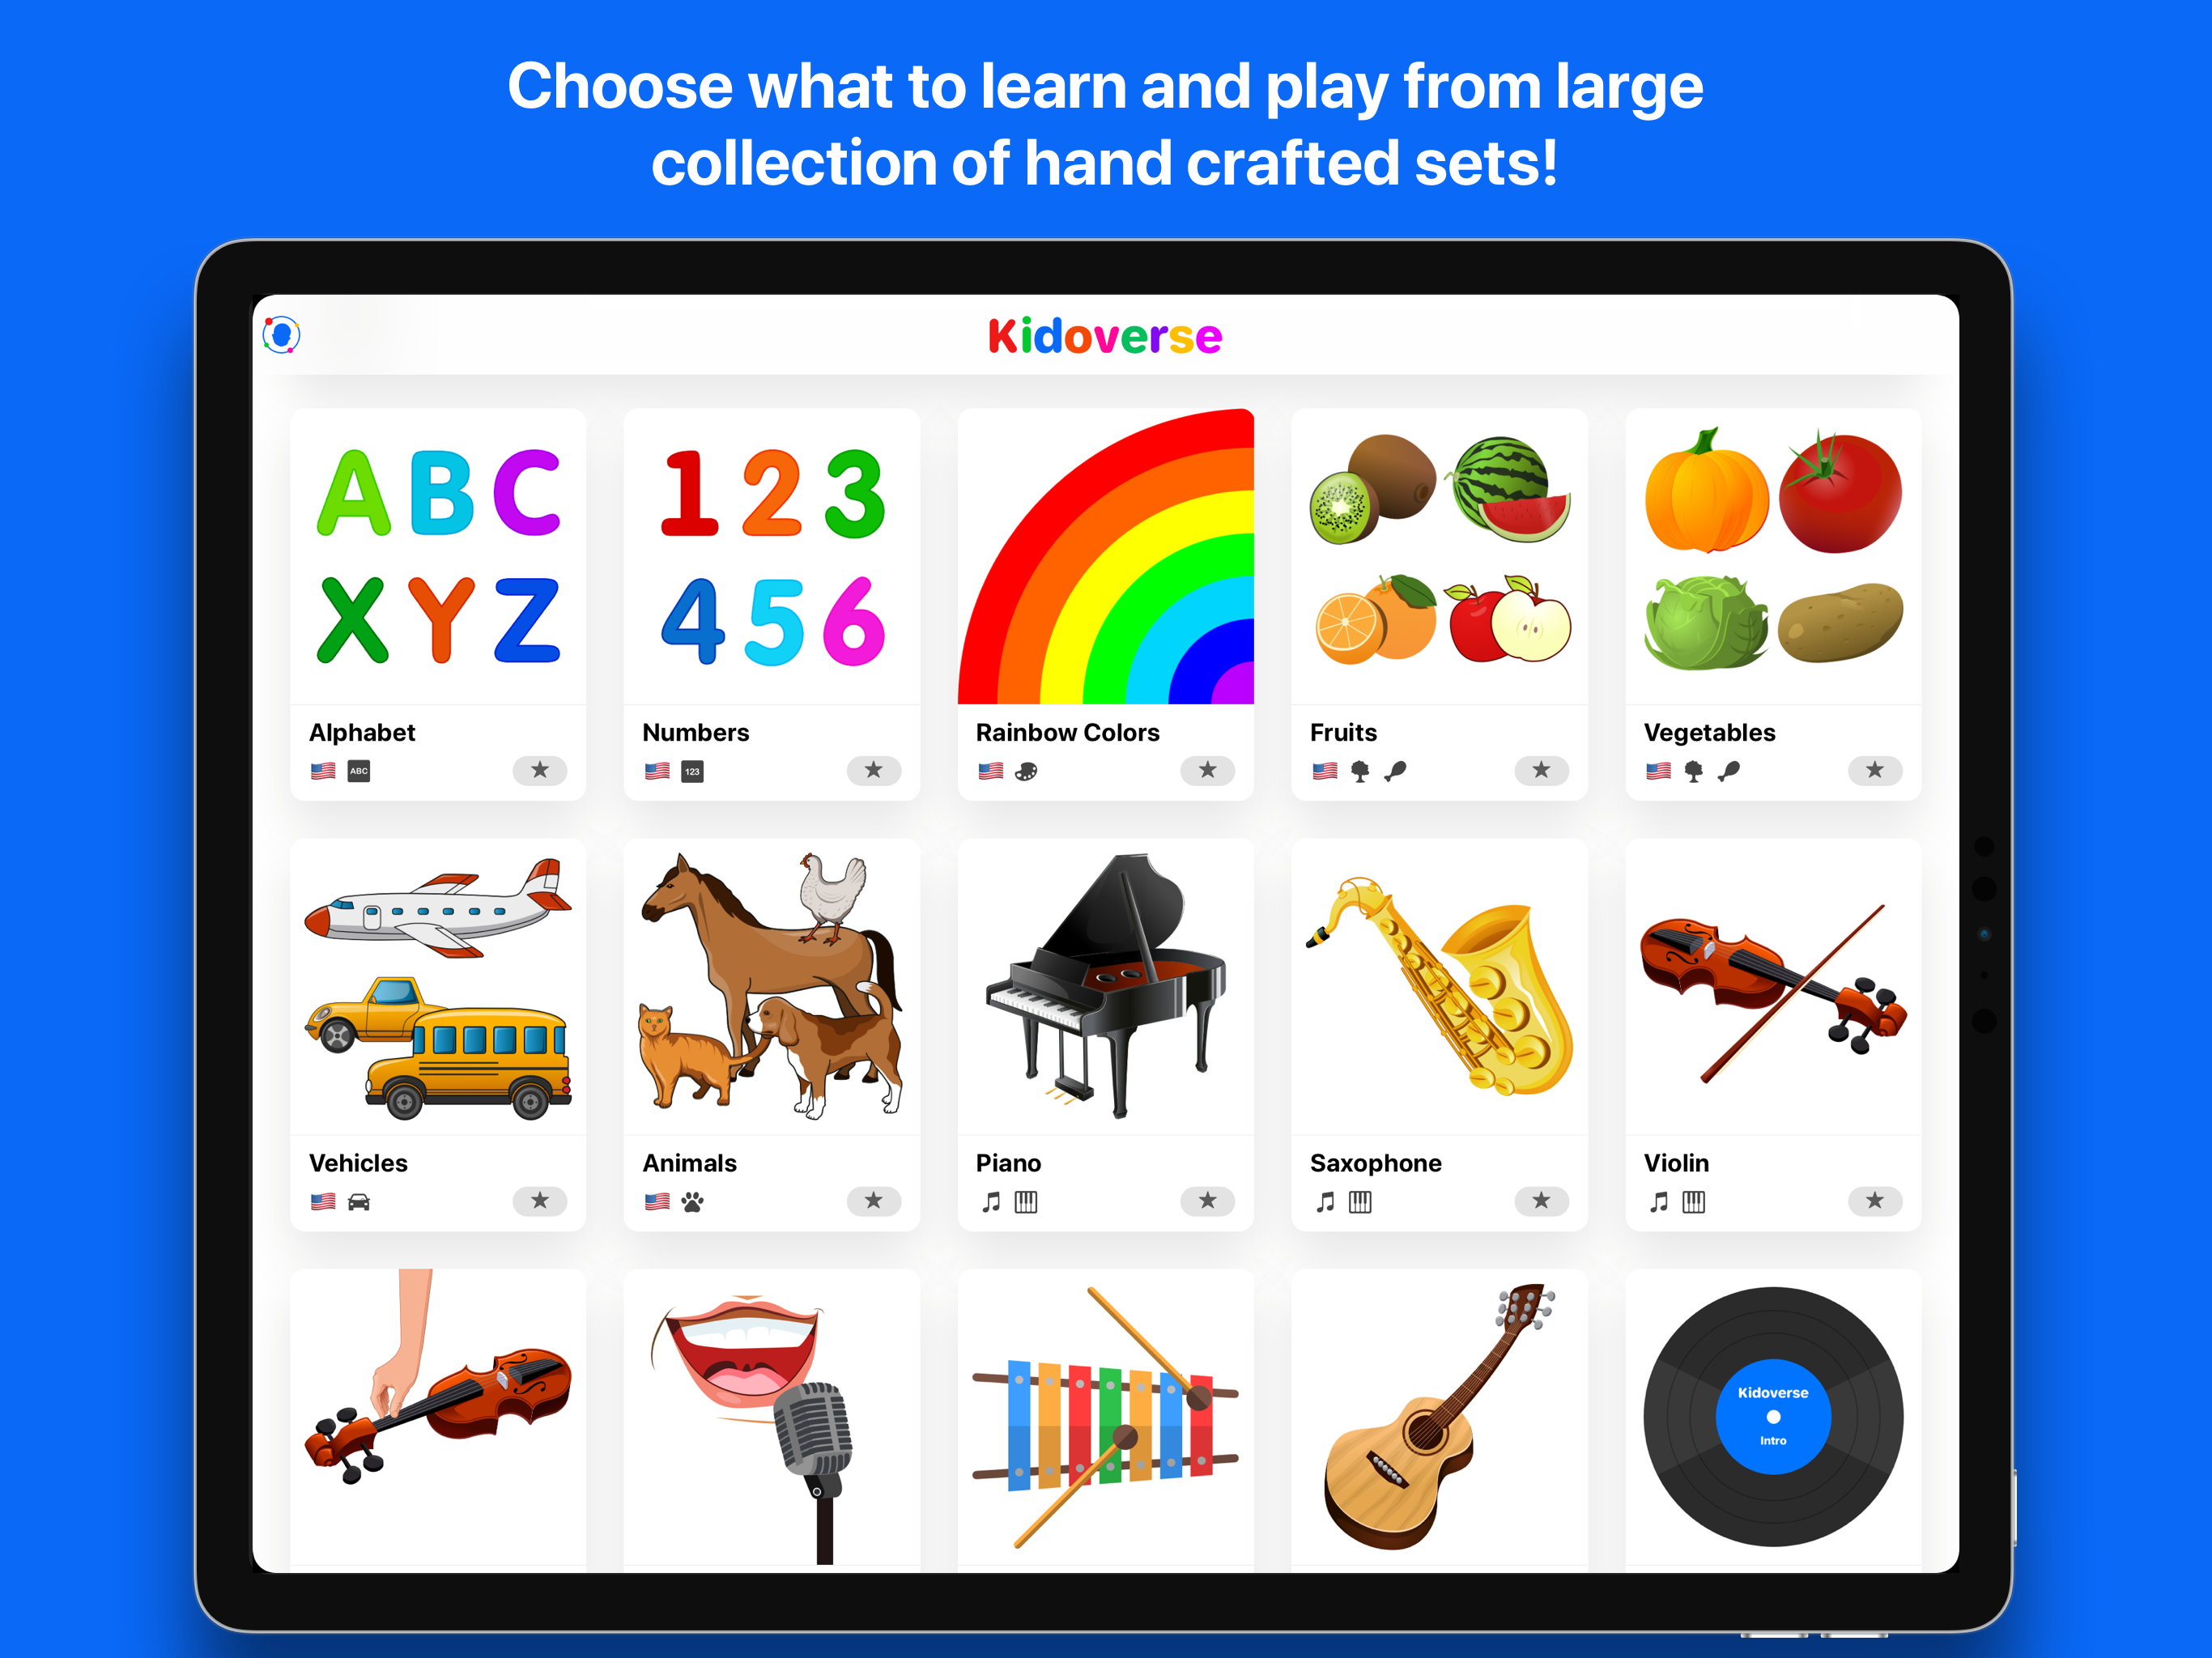 Choose what to learn and play from large
collection of hand crafted sets!
Kidoverse
A B C
X Y Z
1 2 3
4 5 6
Alphabet
ABC
Numbers
123
Rainbow Colors
Fruits
Vegetables
Vehicles
Animals
Piano
Saxophone
Violin
Kidoverse
Intro